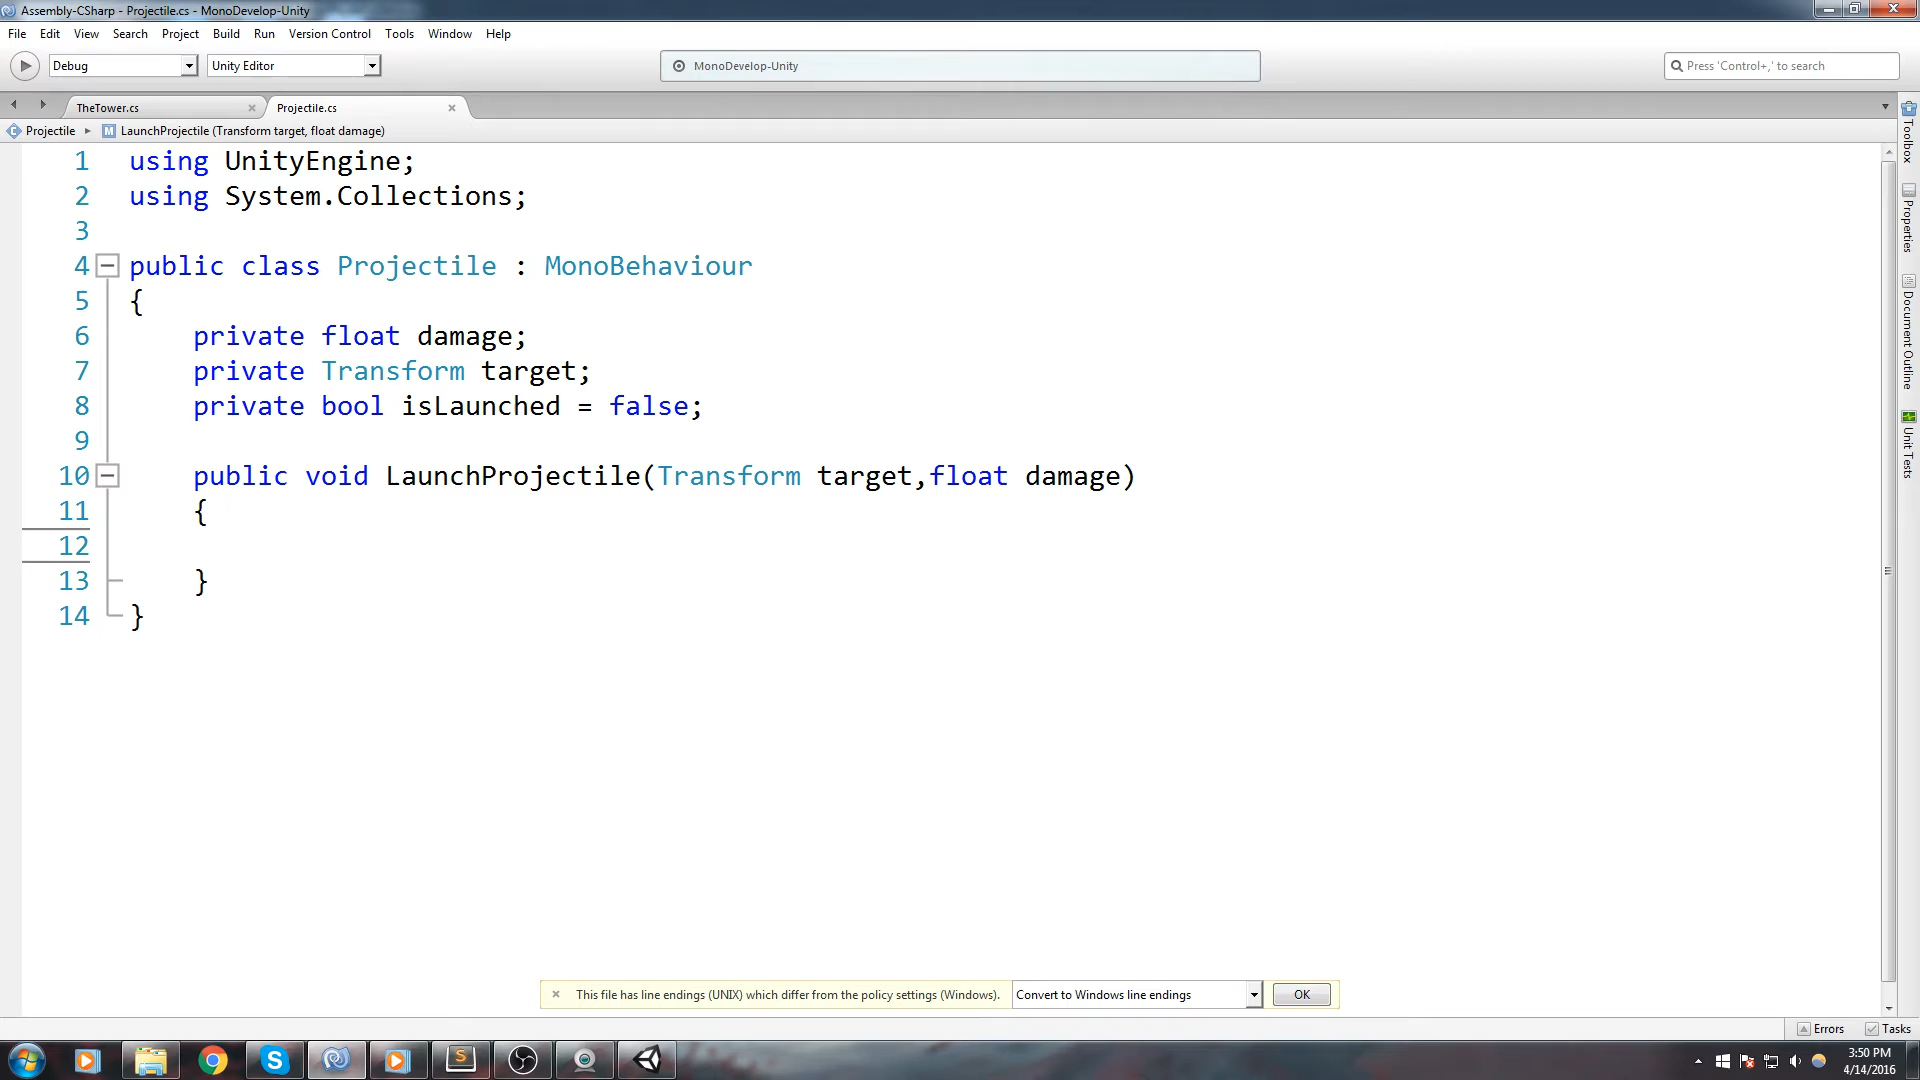 Assembly-CSharp - Projectile.cs - MonoDevelop-Unity
File Edit View Search Project Build Run Version Control Tools Window Help
Debug Unity Editor MonoDevelop-Unity Press 'Control+,' to search
TheTower.cs Projectile.cs
Projectile LaunchProjectile (Transform target, float damage)
1 using UnityEngine;
2 using System.Collections;
3
4 public class Projectile : MonoBehaviour
5 {
6 private float damage;
7 private Transform target;
8 private bool isLaunched = false;
9
10 public void LaunchProjectile(Transform target,float damage)
11 {
12
13 }
14 }
Toolbox
Properties
Document Outline
Unit Tests
This file has line endings (UNIX) which differ from the policy settings (Windows). Convert to Windows line endings OK
Errors Tasks
3:50 PM
4/14/2016